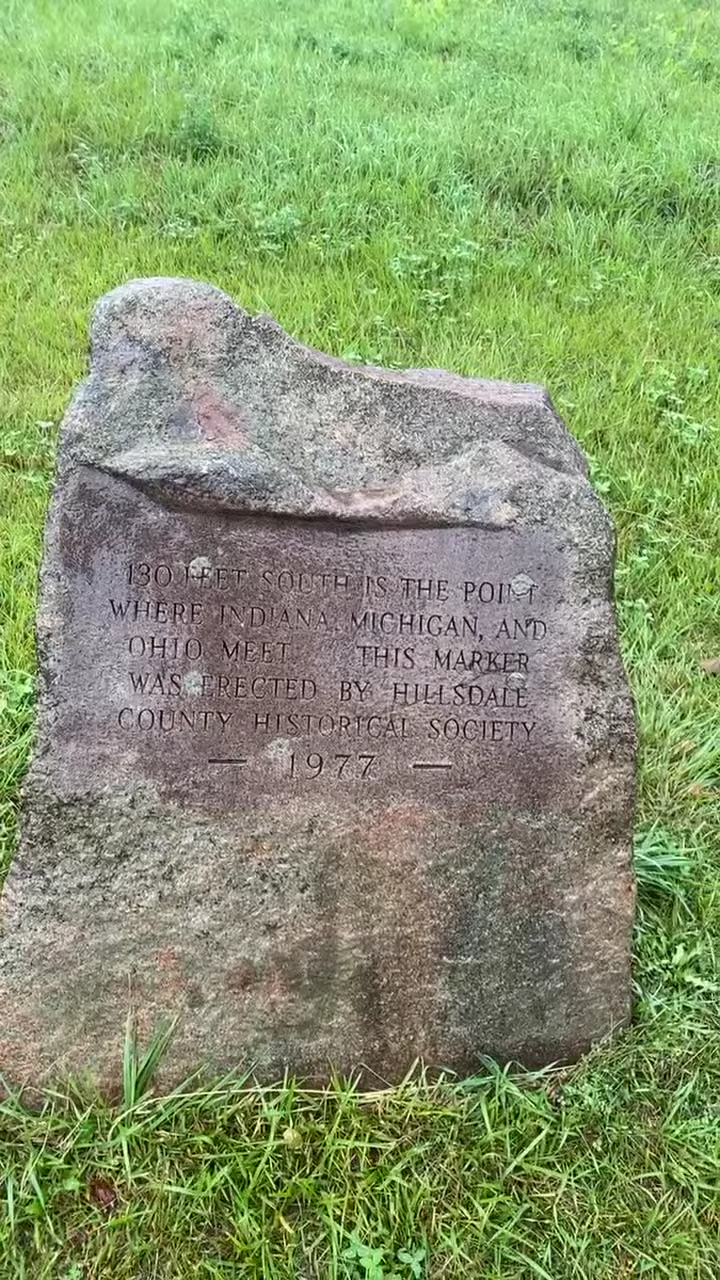 130 FEET SOUTH IS THE POINT
WHERE INDIANA, MICHIGAN, AND
OHIO MEET. THIS MARKER
WAS ERECTED BY HILLSDALE
COUNTY HISTORICAL SOCIETY
— 1977 —